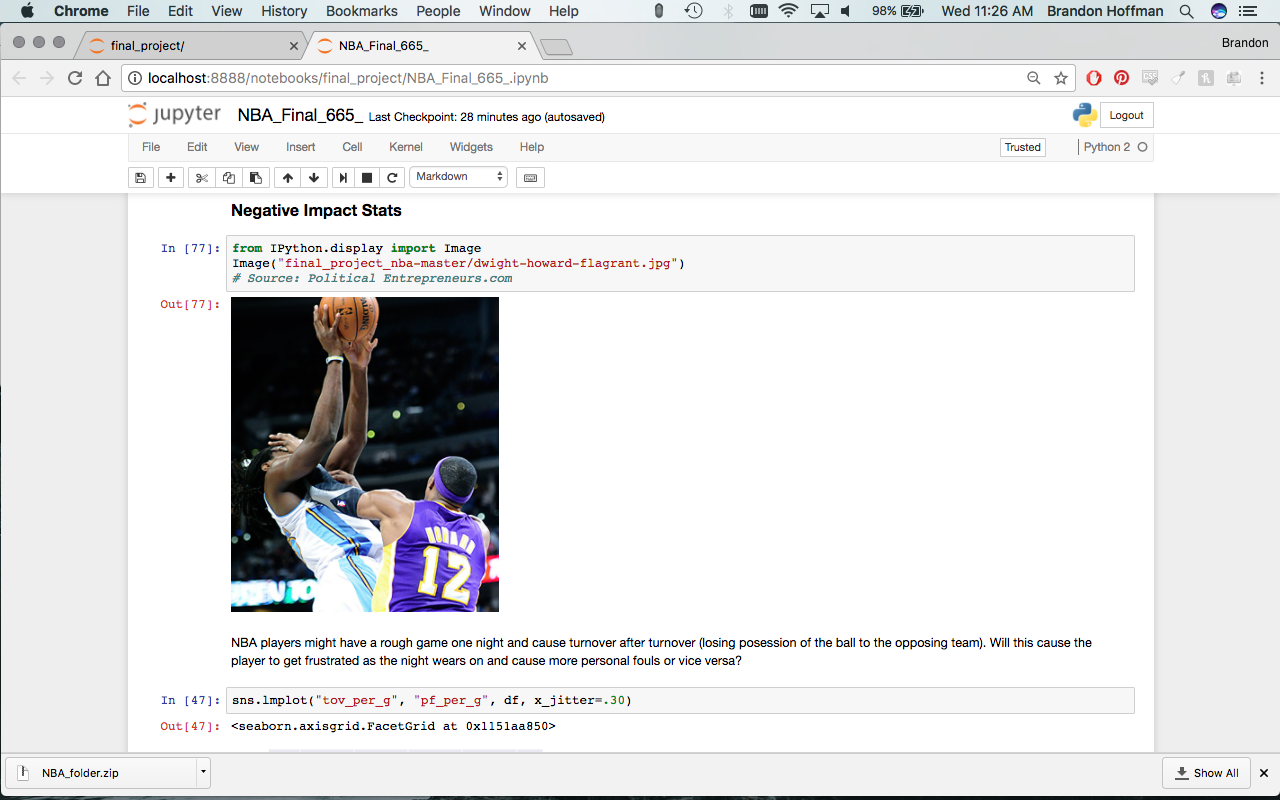 Chrome File Edit View History Bookmarks People Window Help 98% Wed 11:26 AM Brandon Hoffman
final_project/ NBA_Final_665_ Brandon
localhost:8888/notebooks/final_project/NBA_Final_665_.ipynb
jupyter NBA_Final_665_ Last Checkpoint: 28 minutes ago (autosaved) Logout
File Edit View Insert Cell Kernel Widgets Help Trusted Python 2
Markdown
Negative Impact Stats
In [77]: from IPython.display import Image
Image("final_project_nba-master/dwight-howard-flagrant.jpg")
# Source: Political Entrepreneurs.com
Out[77]:
HOWARD
12
NBA players might have a rough game one night and cause turnover after turnover (losing posession of the ball to the opposing team). Will this cause the
player to get frustrated as the night wears on and cause more personal fouls or vice versa?
In [47]: sns.lmplot("tov_per_g", "pf_per_g", df, x_jitter=.30)
Out[47]: <seaborn.axisgrid.FacetGrid at 0x1151aa850>
NBA_folder.zip Show All